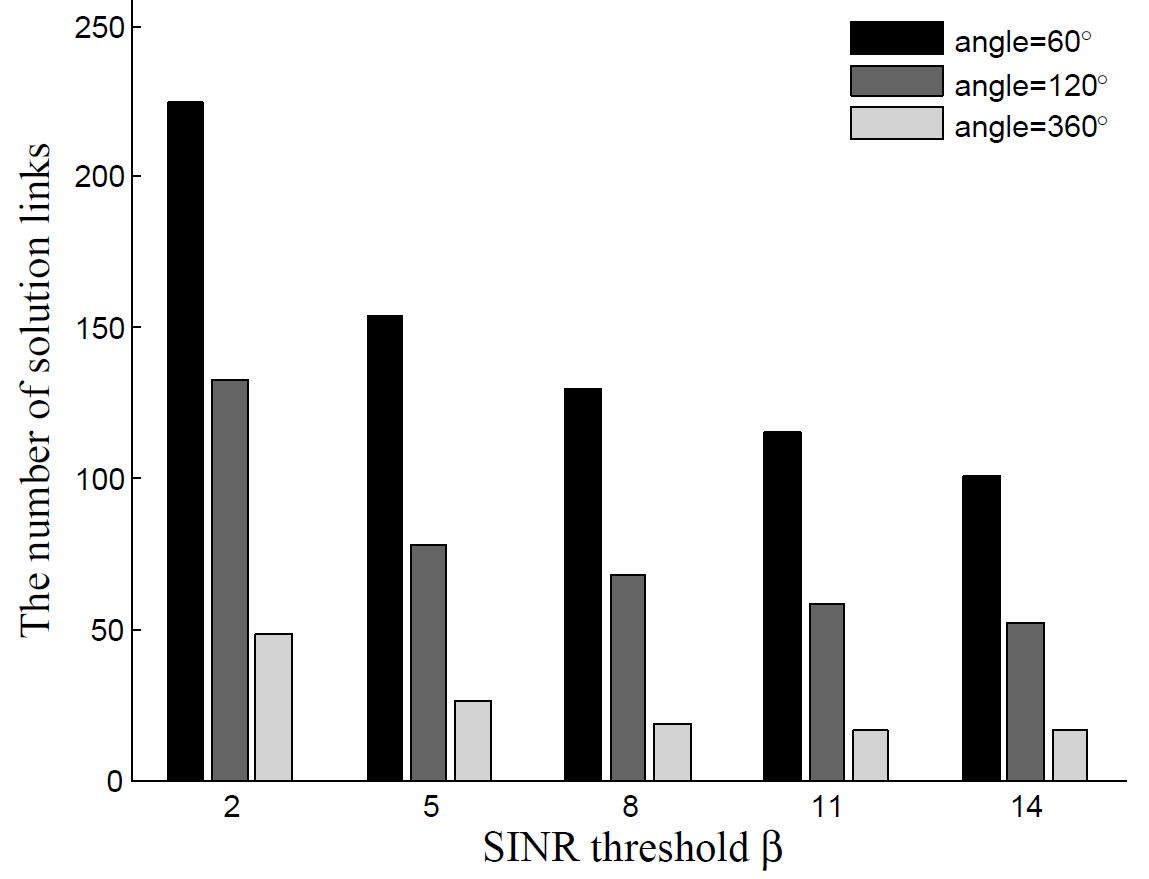 250
200
150
100
50
0
The number of solution links
angle=60°
angle=120°
angle=360°
2 5 8 11 14
SINR threshold β